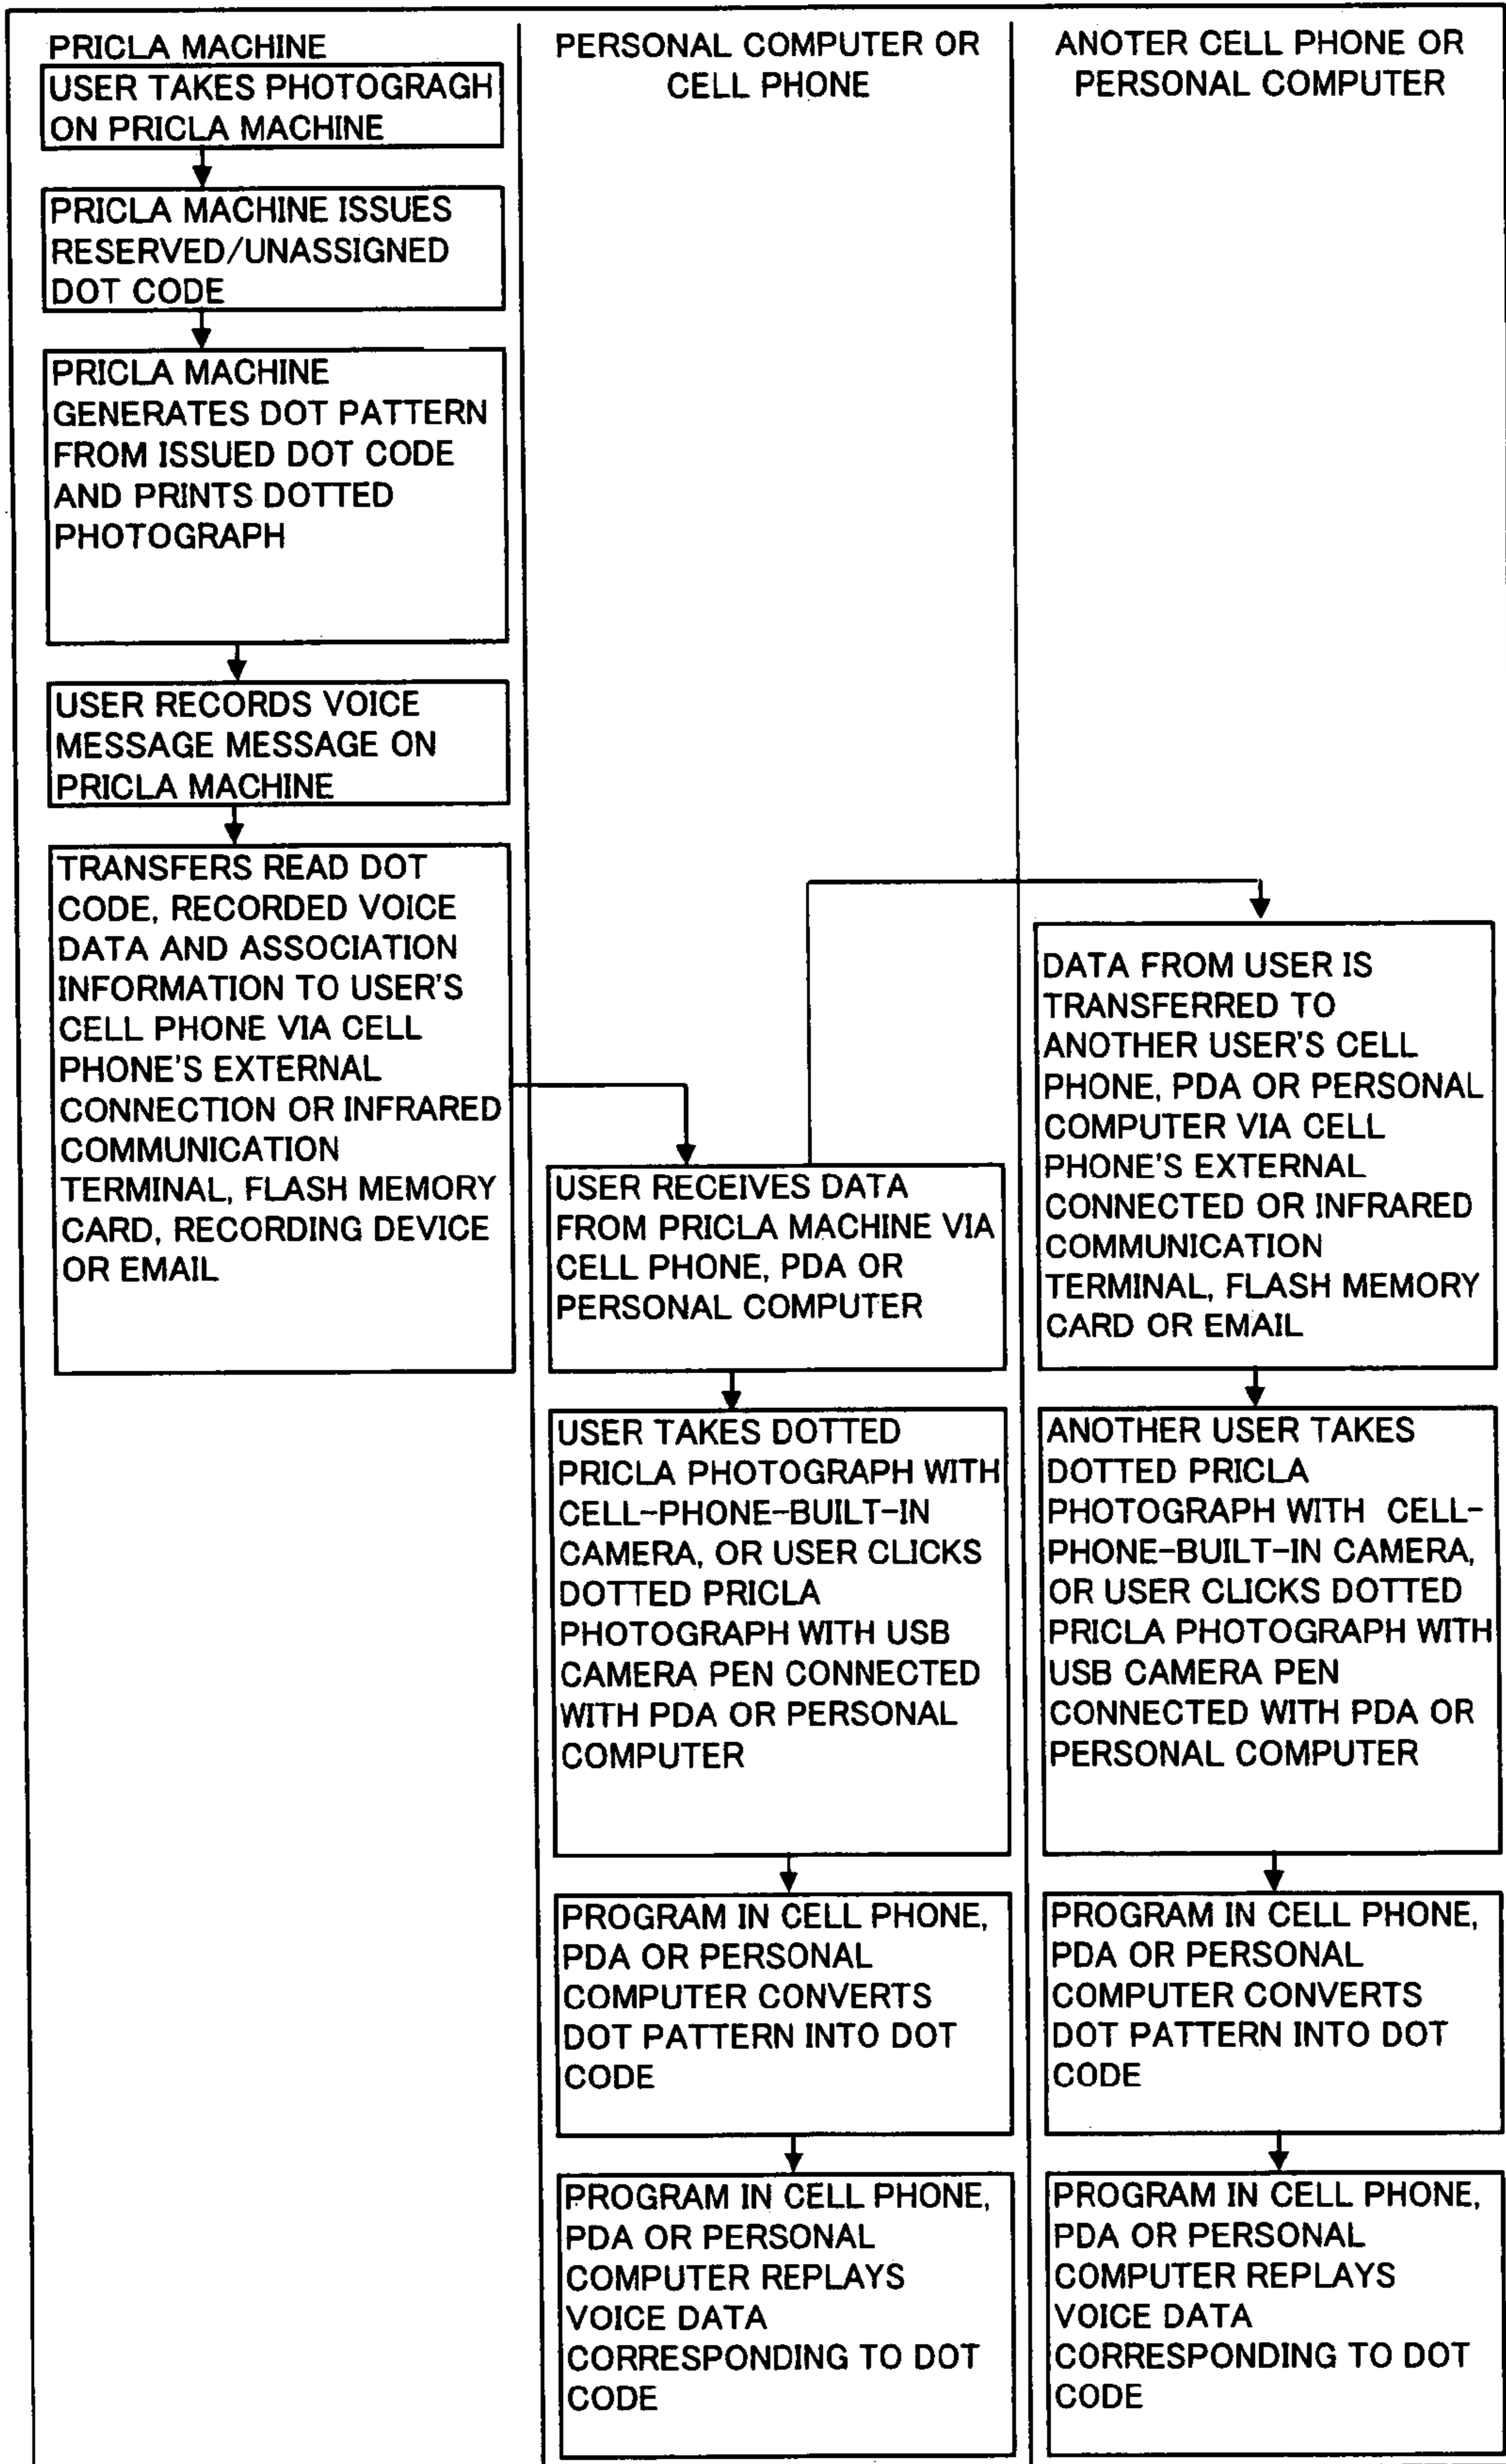 PRICLA MACHINE
USER TAKES PHOTOGRAGH
ON PRICLA MACHINE
PRICLA MACHINE ISSUES
RESERVED/UNASSIGNED
DOT CODE
PRICLA MACHINE
GENERATES DOT PATTERN
FROM ISSUED DOT CODE
AND PRINTS DOTTED
PHOTOGRAPH
USER RECORDS VOICE
MESSAGE MESSAGE ON
PRICLA MACHINE
TRANSFERS READ DOT
CODE, RECORDED VOICE
DATA AND ASSOCIATION
INFORMATION TO USER'S
CELL PHONE VIA CELL
PHONE'S EXTERNAL
CONNECTION OR INFRARED
COMMUNICATION
TERMINAL, FLASH MEMORY
CARD, RECORDING DEVICE
OR EMAIL
PERSONAL COMPUTER OR
CELL PHONE
USER RECEIVES DATA
FROM PRICLA MACHINE VIA
CELL PHONE, PDA OR
PERSONAL COMPUTER
USER TAKES DOTTED
PRICLA PHOTOGRAPH WITH
CELL-PHONE-BUILT-IN
CAMERA, OR USER CLICKS
DOTTED PRICLA
PHOTOGRAPH WITH USB
CAMERA PEN CONNECTED
WITH PDA OR PERSONAL
COMPUTER
PROGRAM IN CELL PHONE,
PDA OR PERSONAL
COMPUTER CONVERTS
DOT PATTERN INTO DOT
CODE
PROGRAM IN CELL PHONE,
PDA OR PERSONAL
COMPUTER REPLAYS
VOICE DATA
CORRESPONDING TO DOT
CODE
ANOTER CELL PHONE OR
PERSONAL COMPUTER
DATA FROM USER IS
TRANSFERRED TO
ANOTHER USER'S CELL
PHONE, PDA OR PERSONAL
COMPUTER VIA CELL
PHONE'S EXTERNAL
CONNECTED OR INFRARED
COMMUNICATION
TERMINAL, FLASH MEMORY
CARD OR EMAIL
ANOTHER USER TAKES
DOTTED PRICLA
PHOTOGRAPH WITH CELL-
PHONE-BUILT-IN CAMERA,
OR USER CLICKS DOTTED
PRICLA PHOTOGRAPH WITH
USB CAMERA PEN
CONNECTED WITH PDA OR
PERSONAL COMPUTER
PROGRAM IN CELL PHONE,
PDA OR PERSONAL
COMPUTER CONVERTS
DOT PATTERN INTO DOT
CODE
PROGRAM IN CELL PHONE,
PDA OR PERSONAL
COMPUTER REPLAYS
VOICE DATA
CORRESPONDING TO DOT
CODE